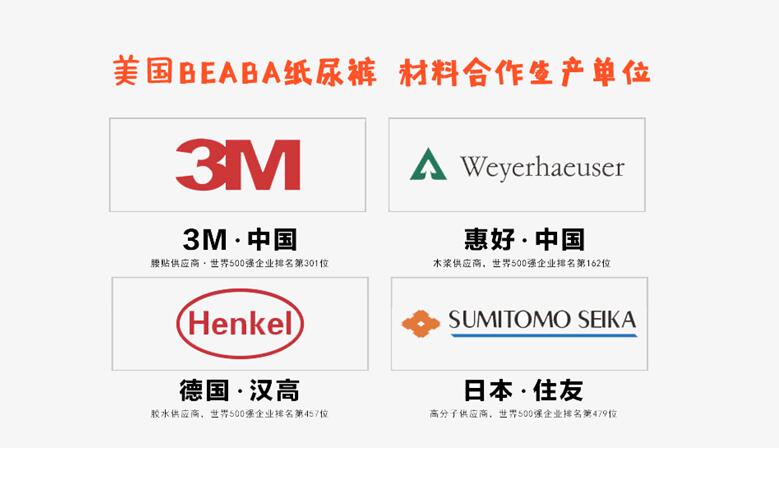 美国BEABA纸尿裤 材料合作生产单位
3M
Weyerhaeuser
3M·中国
惠好·中国
腰贴供应商·世界500强企业排名第301位
木浆供应商，世界500强企业排名第162位
Henkel
SUMITOMO SEIKA
德国·汉高
日本·住友
胶水供应商，世界500强企业排名第457位
高分子供应商，世界500强企业排名第479位